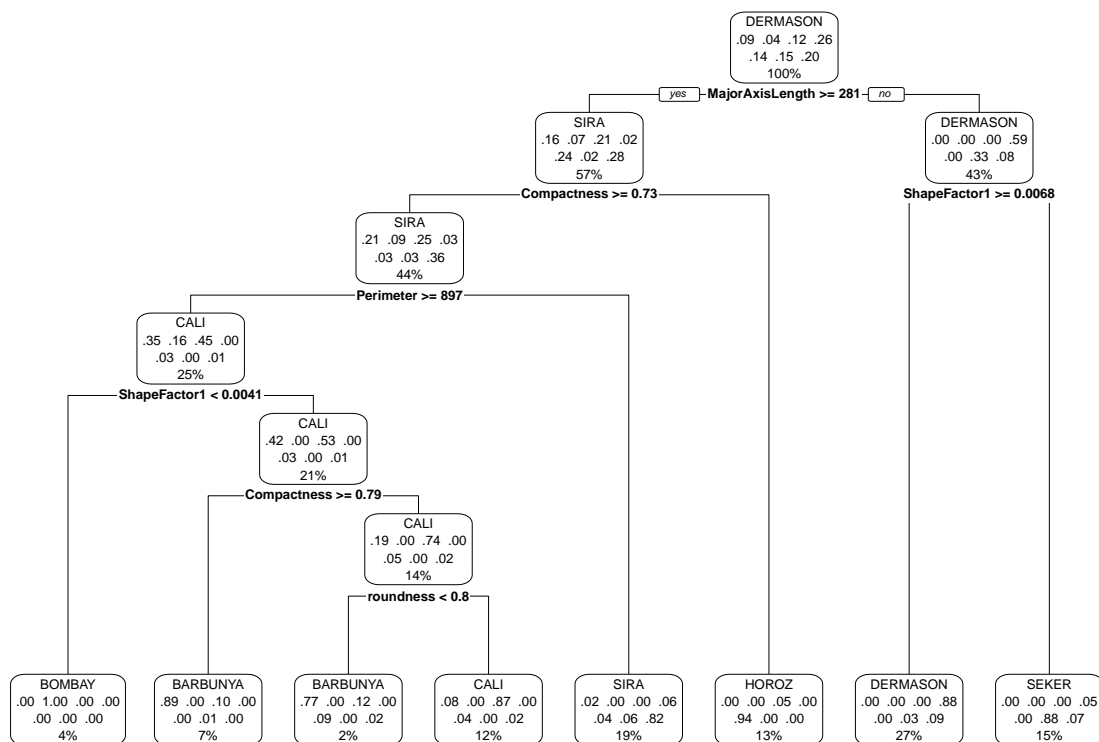 DERMASON
.09 .04 .12 .26
.14 .15 .20
100%
yes MajorAxisLength >= 281 no
SIRA
.16 .07 .21 .02
.24 .02 .28
57%
DERMASON
.00 .00 .00 .59
.00 .33 .08
43%
Compactness >= 0.73
ShapeFactor1 >= 0.0068
SIRA
.21 .09 .25 .03
.03 .03 .36
44%
Perimeter >= 897
CALI
.35 .16 .45 .00
.03 .00 .01
25%
ShapeFactor1 < 0.0041
CALI
.42 .00 .53 .00
.03 .00 .01
21%
Compactness >= 0.79
CALI
.19 .00 .74 .00
.05 .00 .02
14%
roundness < 0.8
BOMBAY
.00 1.00 .00 .00
.00 .00 .00
4%
BARBUNYA
.89 .00 .10 .00
.00 .01 .00
7%
BARBUNYA
.77 .00 .12 .00
.09 .00 .02
2%
CALI
.08 .00 .87 .00
.04 .00 .02
12%
SIRA
.02 .00 .00 .06
.04 .06 .82
19%
HOROZ
.00 .00 .05 .00
.94 .00 .00
13%
DERMASON
.00 .00 .00 .88
.00 .03 .09
27%
SEKER
.00 .00 .00 .05
.00 .88 .07
15%